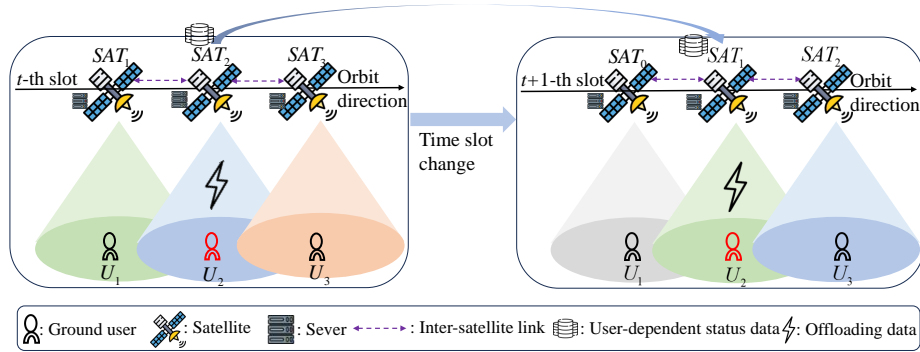 SAT₁ SAT₂ SAT₃
t-th slot
Orbit
direction
U₁ U₂ U₃
Time slot
change
SAT₀ SAT₁ SAT₂
t+1-th slot
Orbit
direction
U₁ U₂ U₃
: Ground user : Satellite : Sever : Inter-satellite link : User-dependent status data : Offloading data